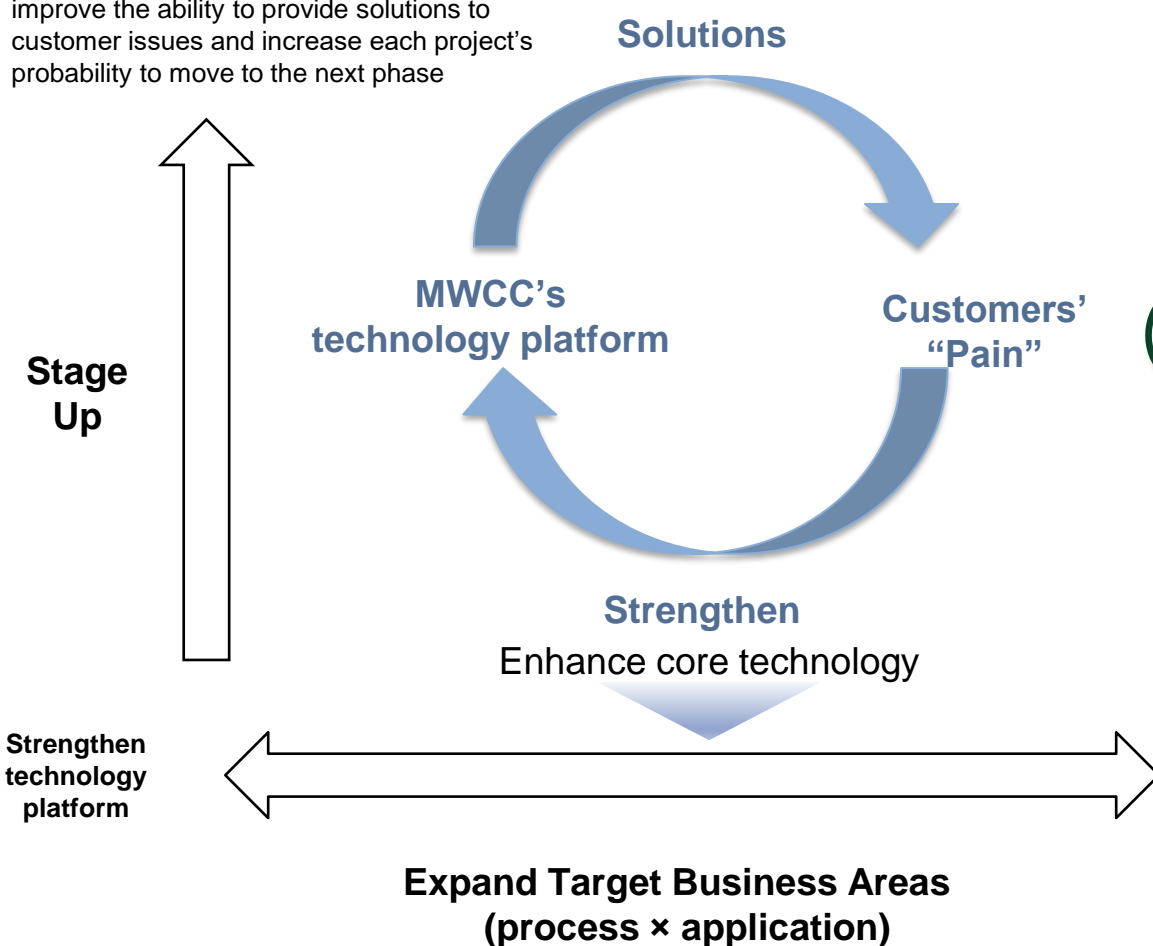 improve the ability to provide solutions to
customer issues and increase each project’s
probability to move to the next phase
Solutions
MWCC’s
technology platform
Customers’
“Pain”
Stage
Up
Strengthen
Enhance core technology
Strengthen
technology
platform
Expand Target Business Areas
(process × application)